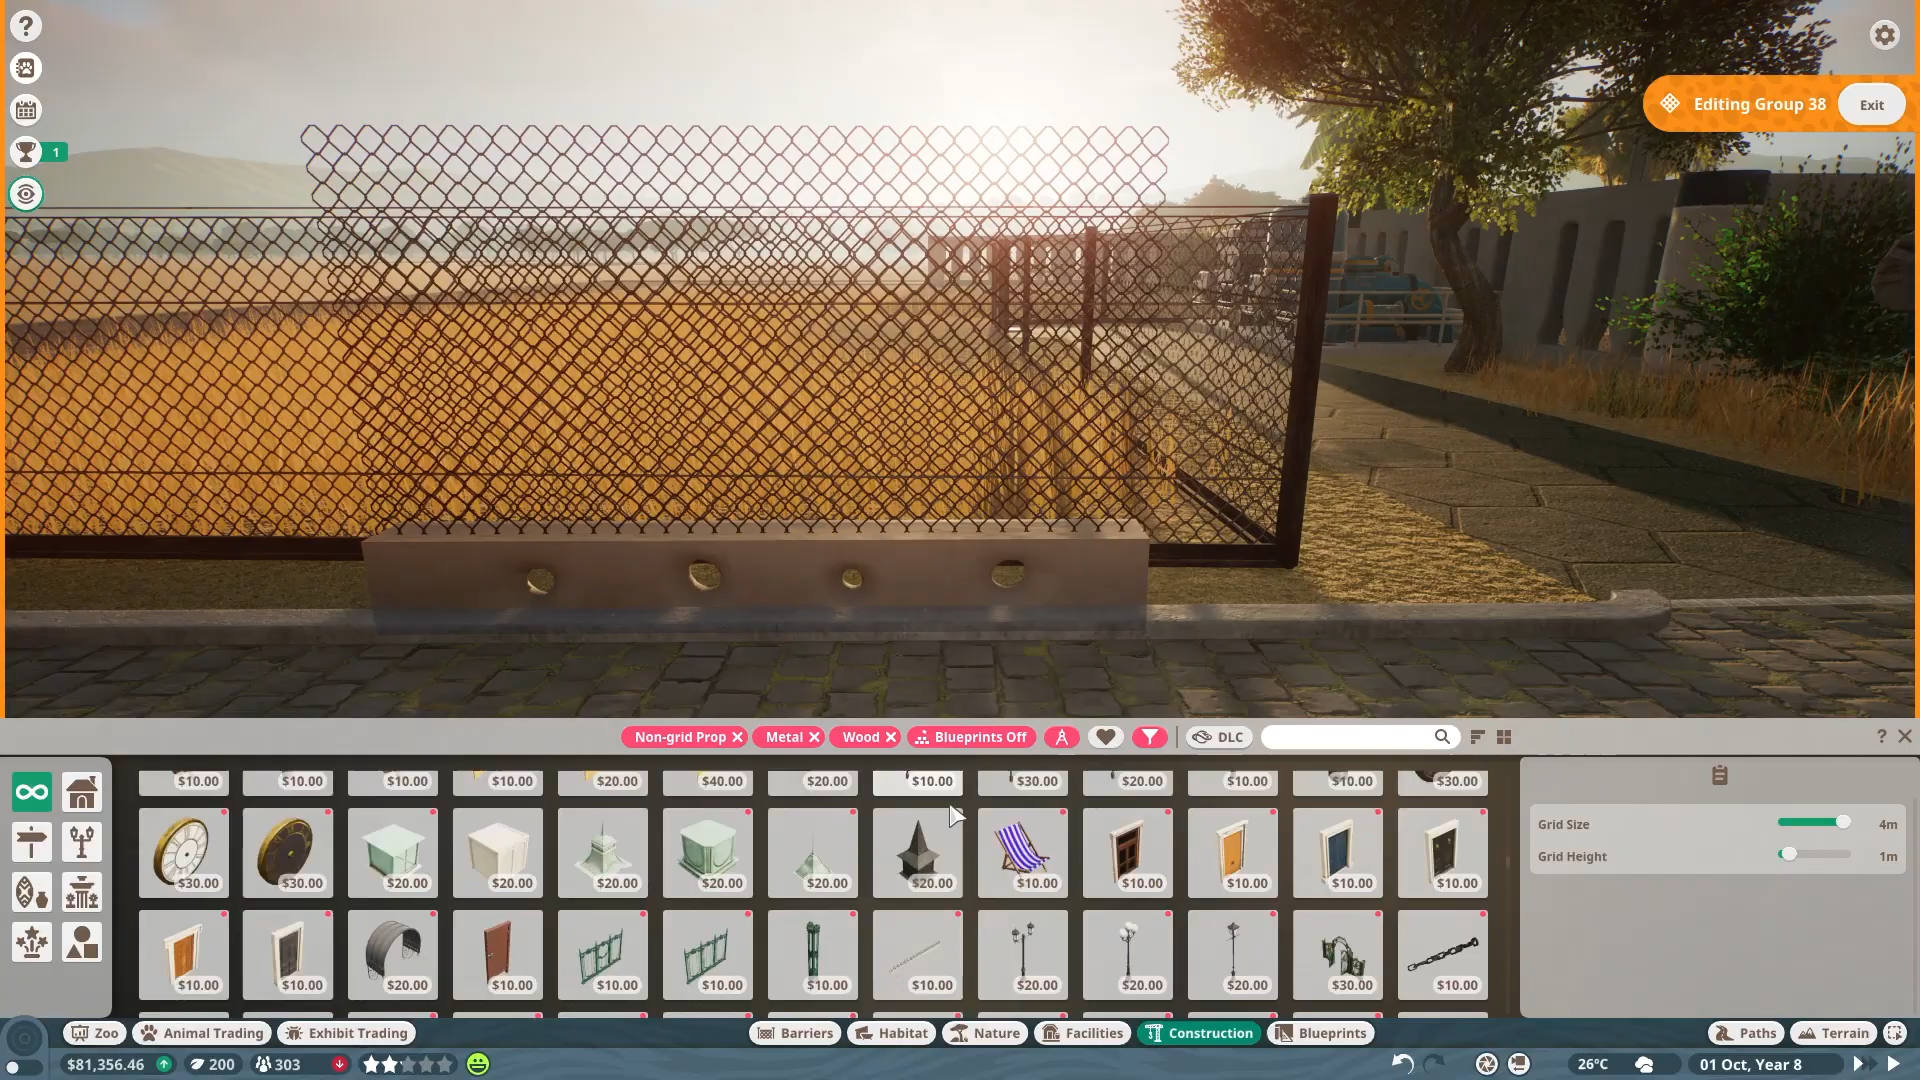 ?
Editing Group 38 Exit
1
Non-grid Prop Metal Wood Blueprints Off DLC ?
$10.00 $10.00 $10.00 $10.00 $20.00 $40.00 $20.00 $10.00 $30.00 $20.00 $10.00 $10.00 $30.00
Grid Size 4m
Grid Height 1m
$30.00 $30.00 $20.00 $20.00 $20.00 $20.00 $20.00 $20.00 $10.00 $10.00 $10.00 $10.00 $10.00
$10.00 $10.00 $20.00 $10.00 $10.00 $10.00 $10.00 $10.00 $20.00 $20.00 $20.00 $30.00 $10.00
Zoo Animal Trading Exhibit Trading Barriers Habitat Nature Facilities Construction Blueprints Paths Terrain
$81,356.46 200 303 26°C 01 Oct, Year 8